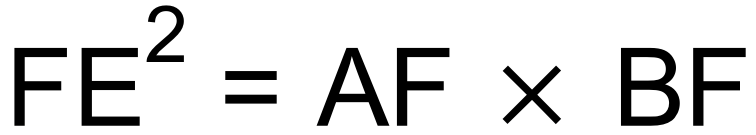 FE² = AF × BF